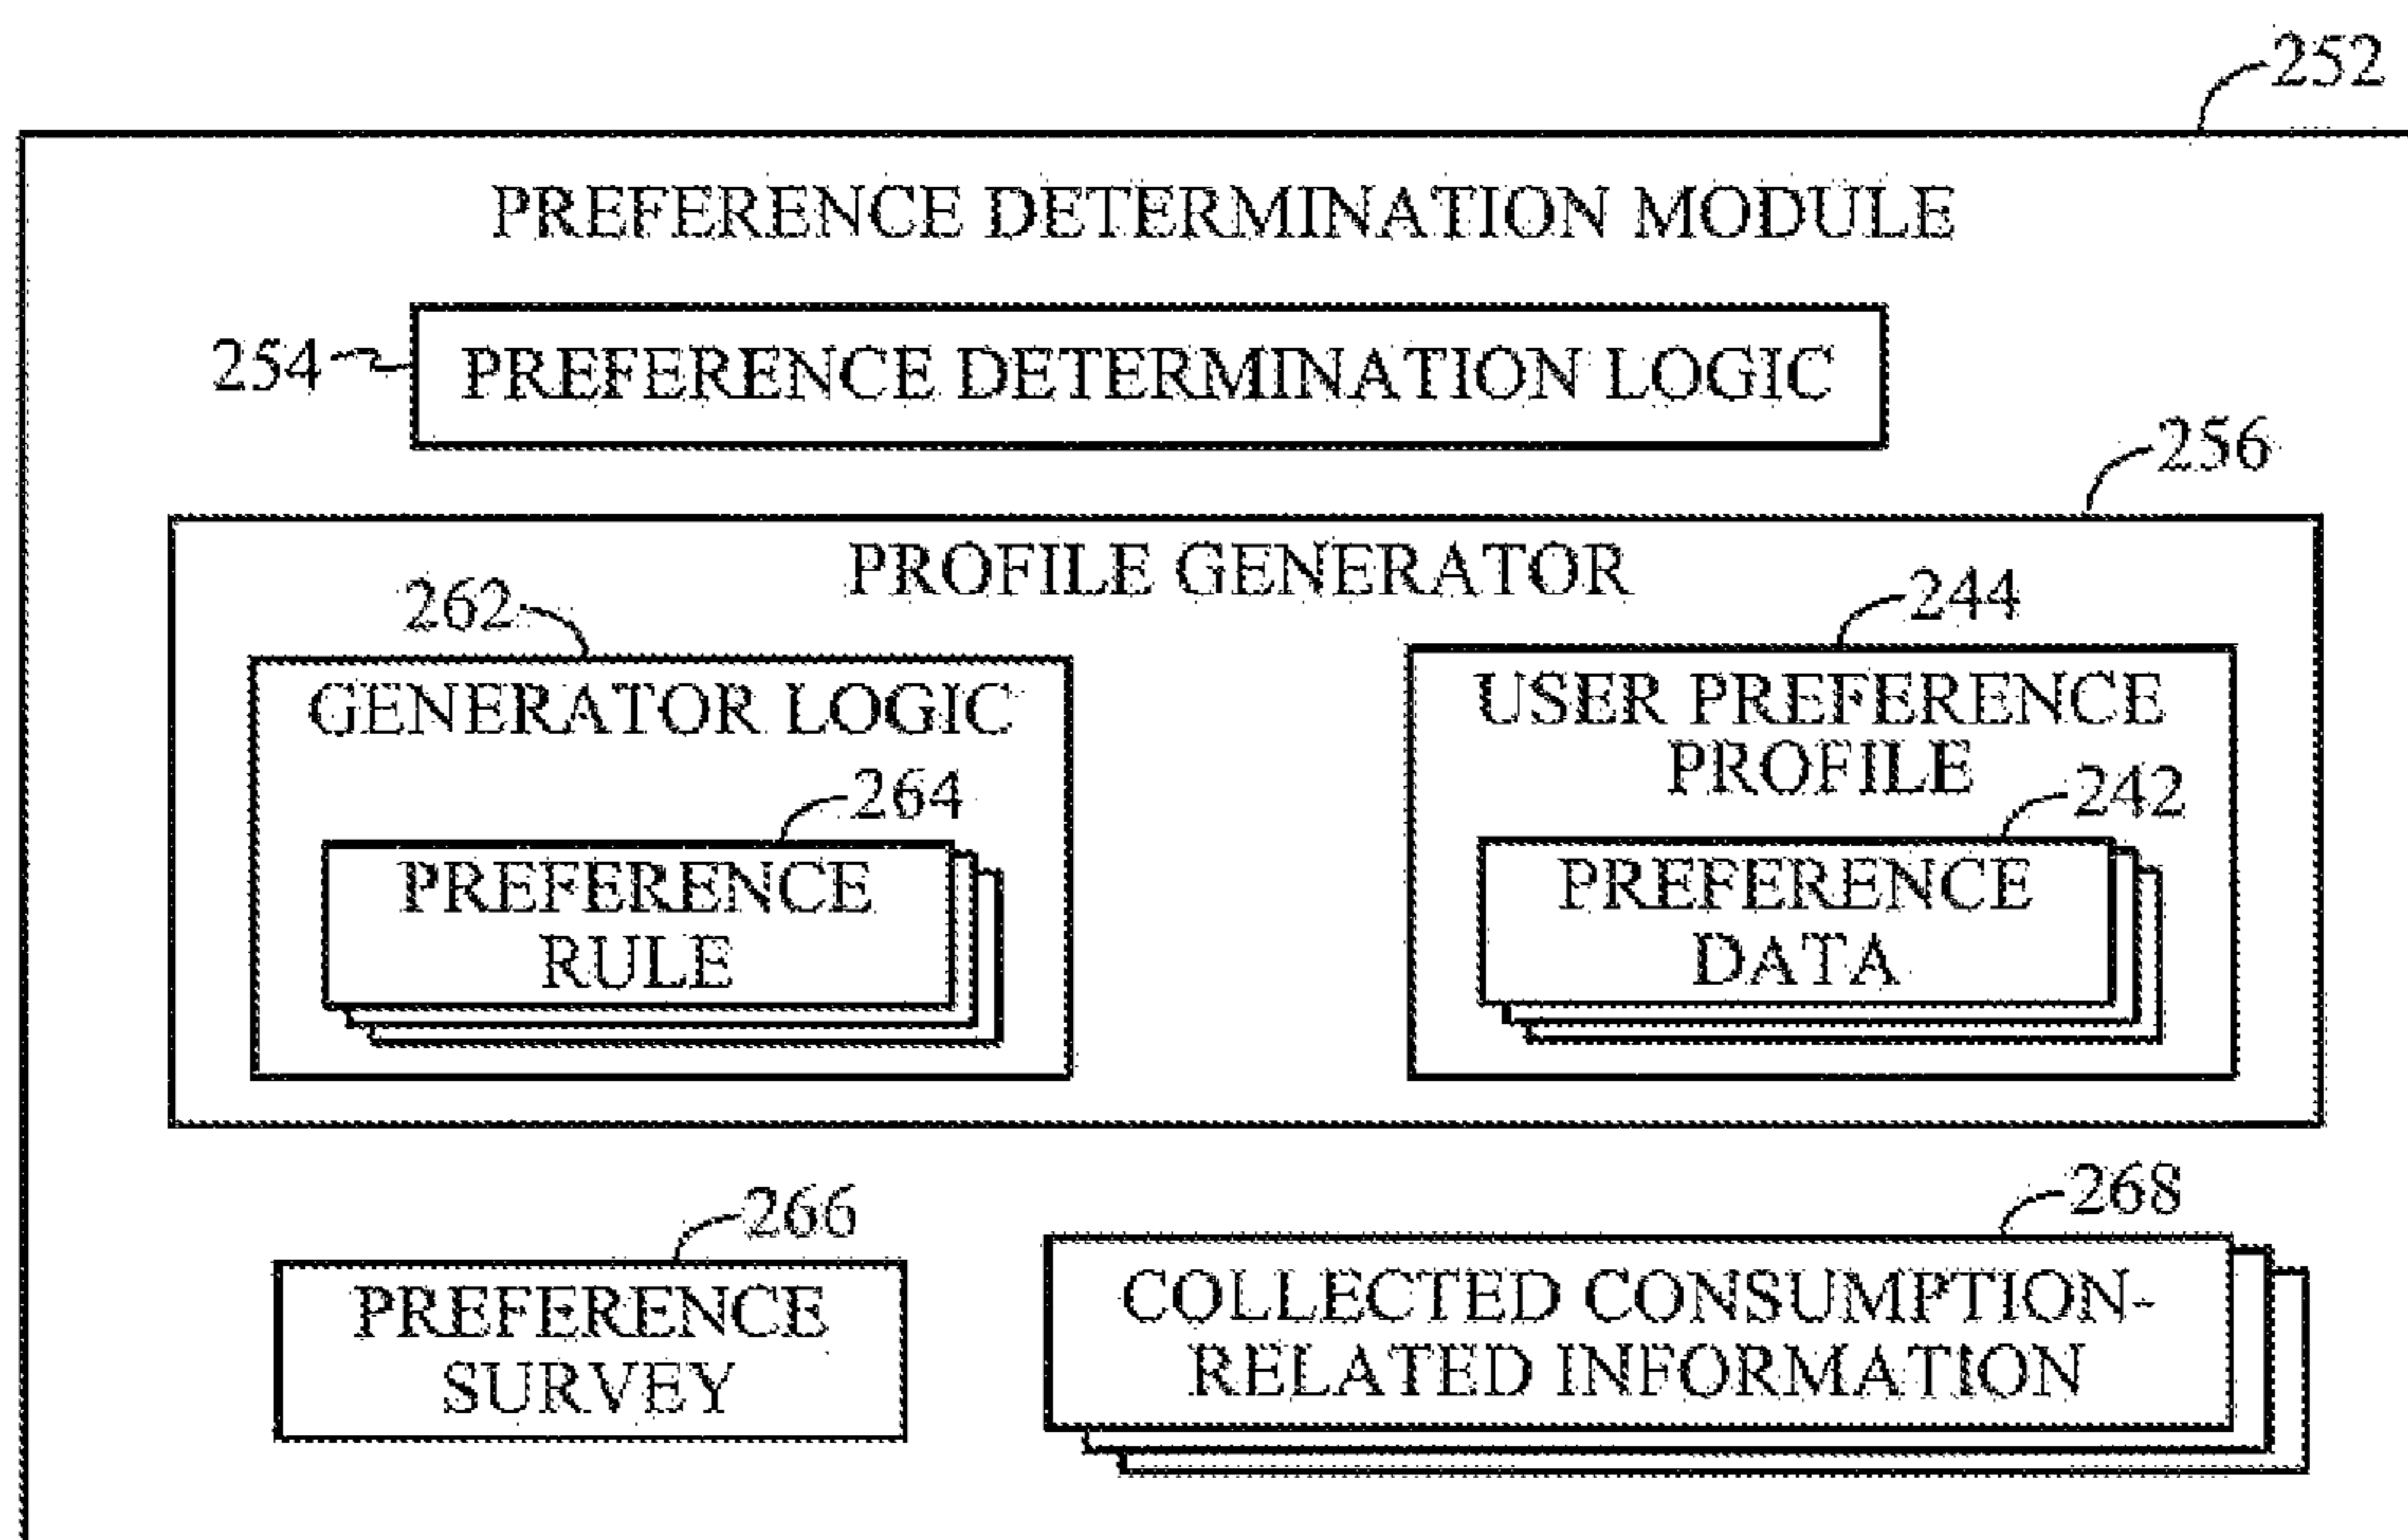 252
PREFERENCE DETERMINATION MODULE
254
PREFERENCE DETERMINATION LOGIC
256
PROFILE GENERATOR
262
GENERATOR LOGIC
264
PREFERENCE
RULE
244
USER PREFERENCE
PROFILE
242
PREFERENCE
DATA
266
PREFERENCE
SURVEY
268
COLLECTED CONSUMPTION-
RELATED INFORMATION